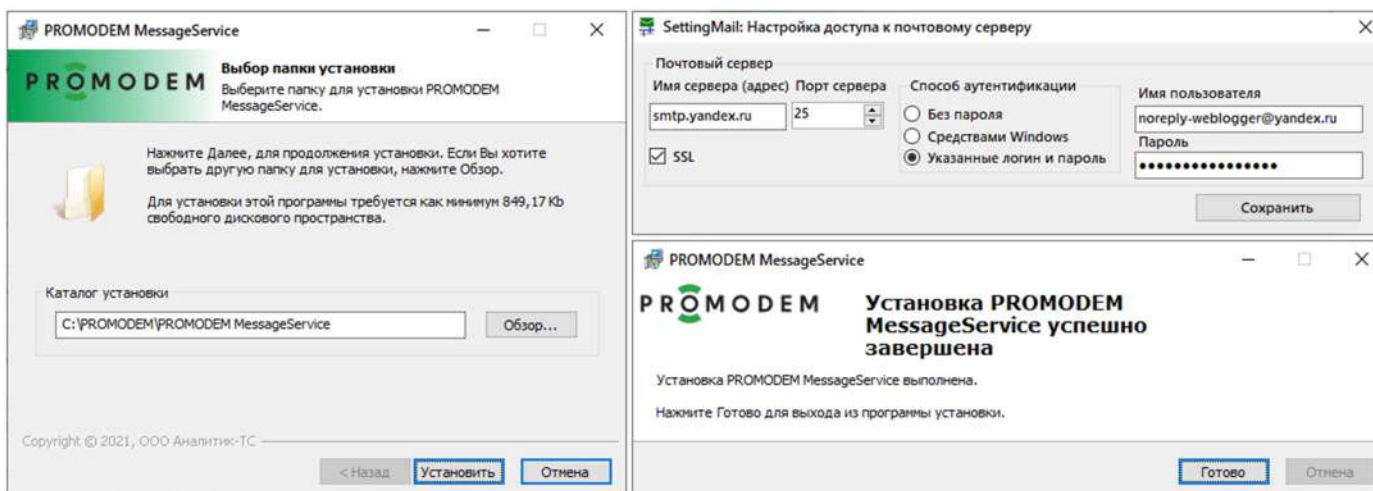 PROMODEM MessageService
PROMODEM
Выбор папки установки
Выберите папку для установки PROMODEM
MessageService.
Нажмите Далее, для продолжения установки. Если Вы хотите
выбрать другую папку для установки, нажмите Обзор.
Для установки этой программы требуется как минимум 849,17 Kb
свободного дискового пространства.
Каталог установки
C:\PROMODEM\PROMODEM MessageService
Обзор...
Copyright © 2021, ООО Аналитик-ТС
< Назад Установить Отмена
SettingMail: Настройка доступа к почтовому серверу
Почтовый сервер
Имя сервера (адрес) Порт сервера Способ аутентификации Имя пользователя
smtp.yandex.ru 25 Без пароля noreply-weblogger@yandex.ru
Средствами Windows Пароль
SSL Указанные логин и пароль ••••••••••••••••
Сохранить
PROMODEM MessageService
PROMODEM
Установка PROMODEM
MessageService успешно
завершена
Установка PROMODEM MessageService выполнена.
Нажмите Готово для выхода из программы установки.
Готово Отмена